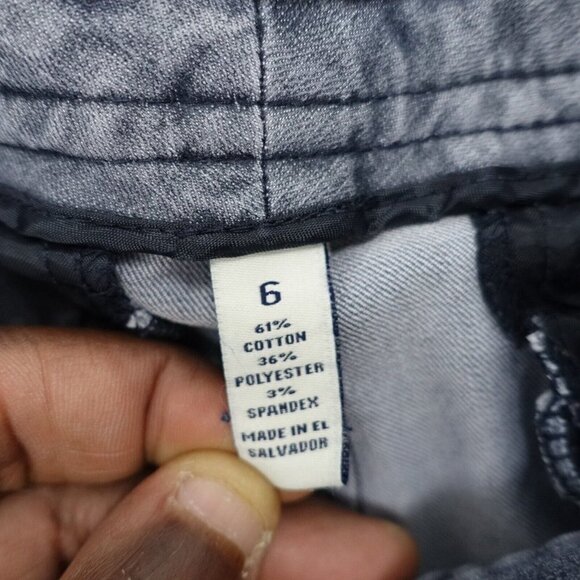 6
61%
COTTON
36%
POLYESTER
3%
SPANDEX
MADE IN EL
SALVADOR